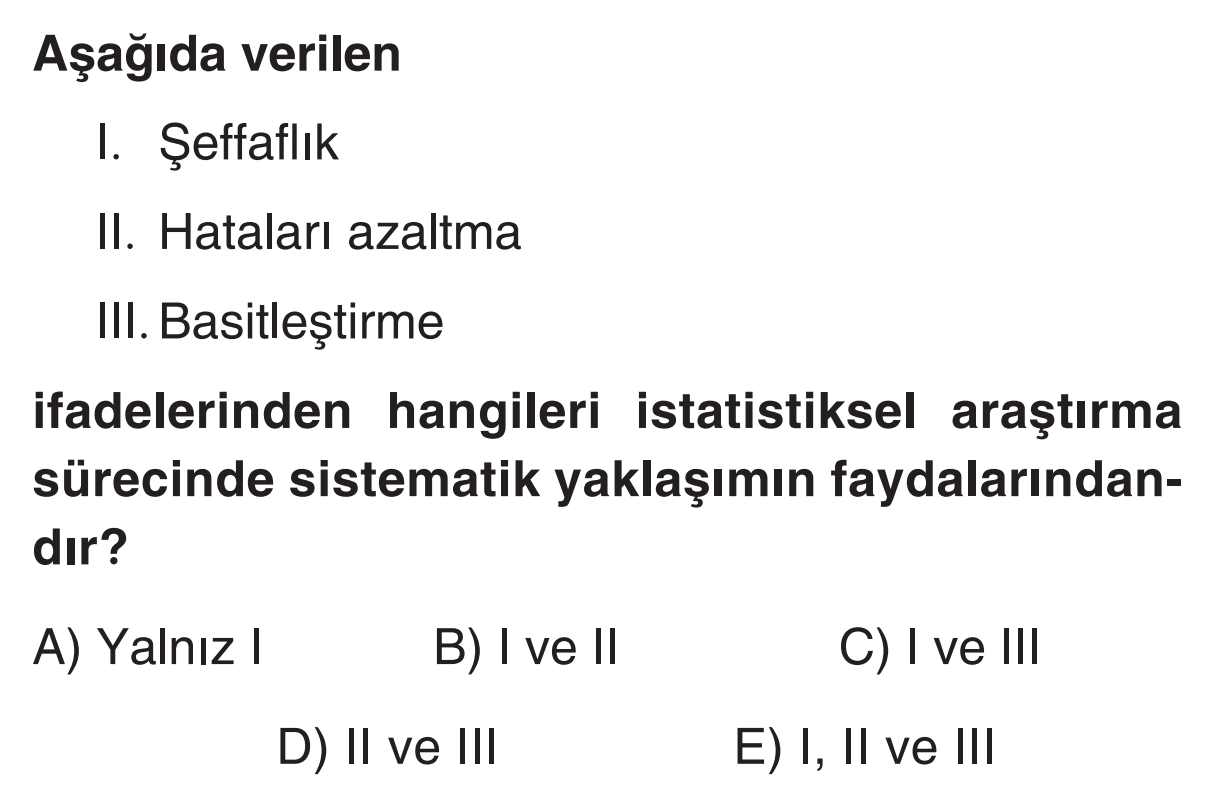 Aşağıda verilen
I. Şeffaflık
II. Hataları azaltma
III. Basitleştirme
ifadelerinden hangileri istatistiksel araştırma
sürecinde sistematik yaklaşımın faydalarından-
dır?
A) Yalnız I B) I ve II C) I ve III
D) II ve III E) I, II ve III